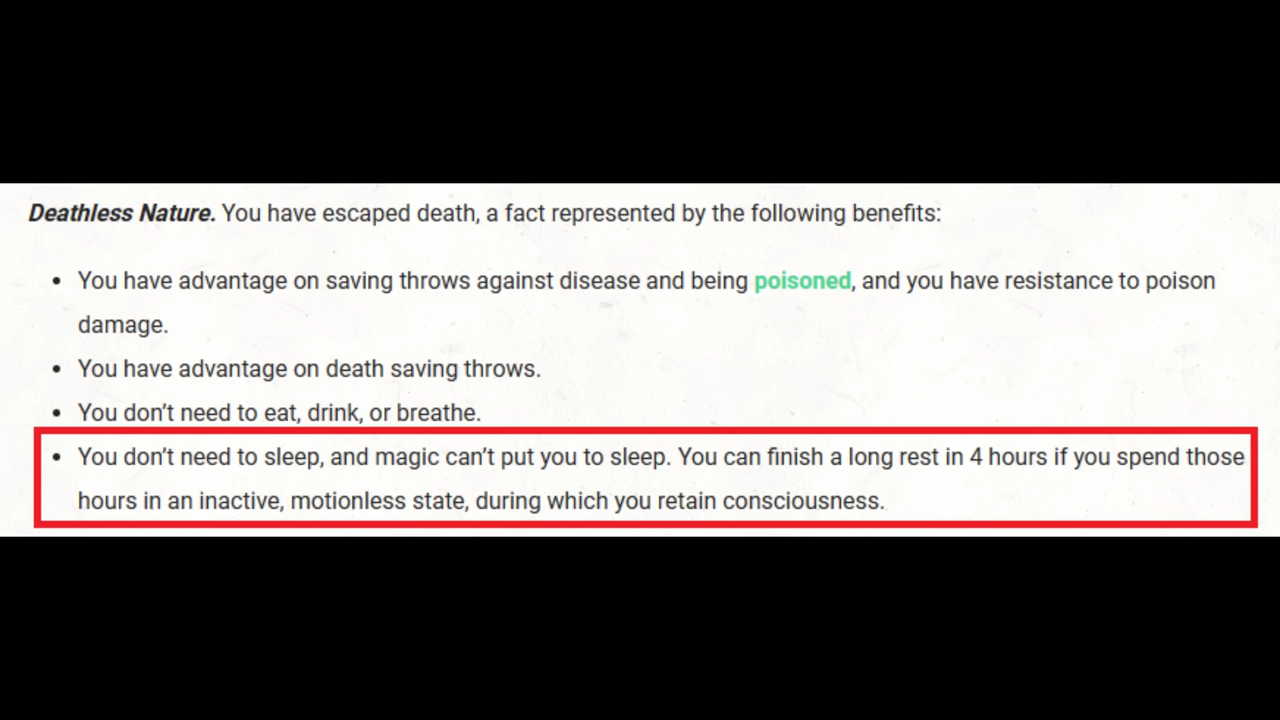 Deathless Nature. You have escaped death, a fact represented by the following benefits:
• You have advantage on saving throws against disease and being poisoned, and you have resistance to poison
damage.
• You have advantage on death saving throws.
• You don’t need to eat, drink, or breathe.
• You don’t need to sleep, and magic can’t put you to sleep. You can finish a long rest in 4 hours if you spend those
hours in an inactive, motionless state, during which you retain consciousness.